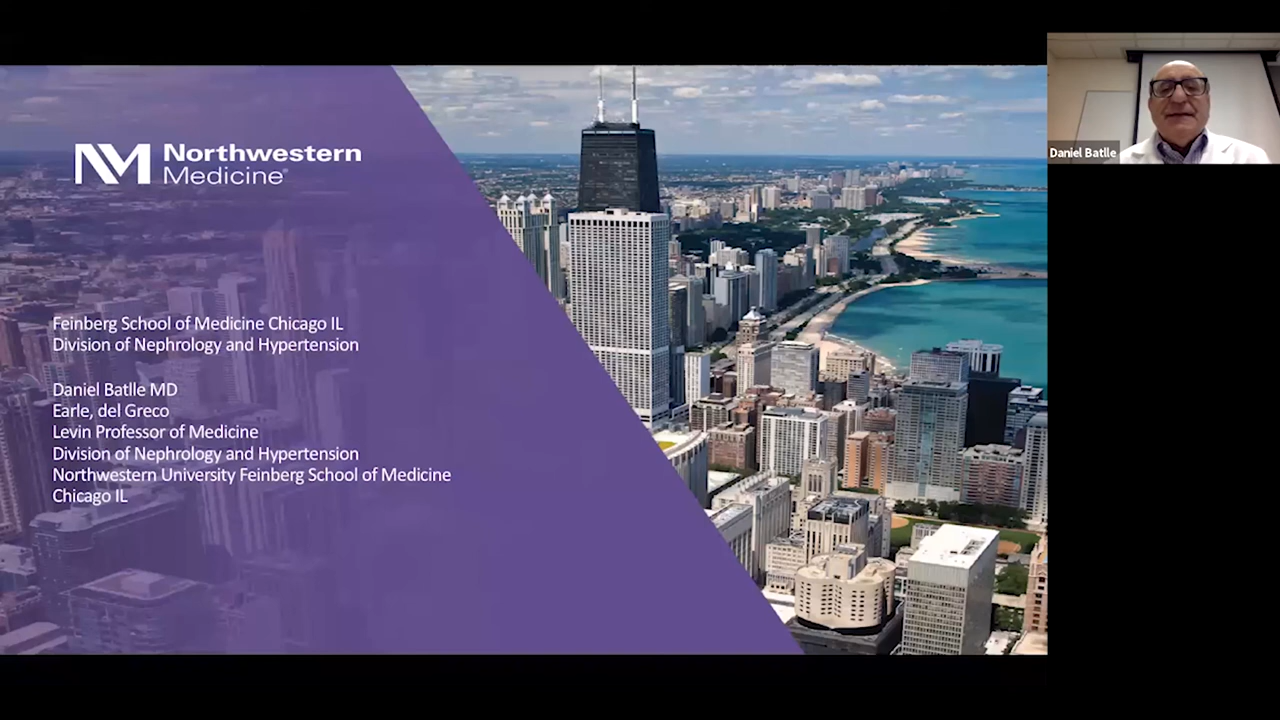 Northwestern
Medicine
Feinberg School of Medicine Chicago IL
Division of Nephrology and Hypertension
Daniel Batlle MD
Earle, del Greco
Levin Professor of Medicine
Division of Nephrology and Hypertension
Northwestern University Feinberg School of Medicine
Chicago IL
Daniel Batlle